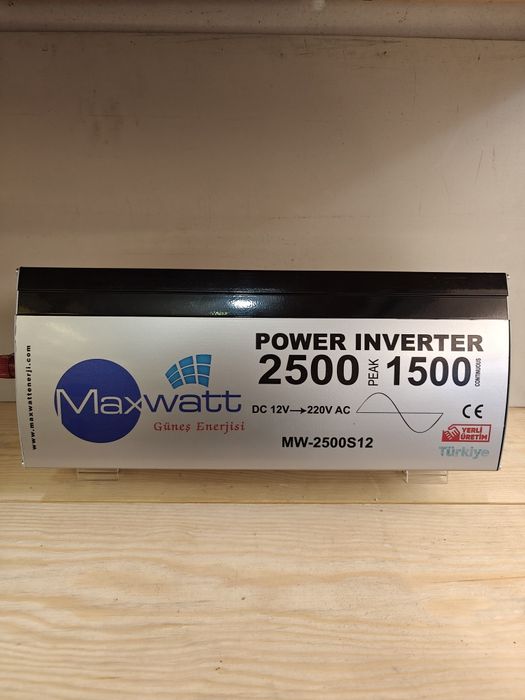 www.maxwattenerji.com
Maxwatt
Güneş Enerjisi
POWER INVERTER
2500 PEAK 1500 CONTINUOUS
DC 12V→220V AC
CE
MW-2500S12
YERLİ
ÜRETİM
Türkiye